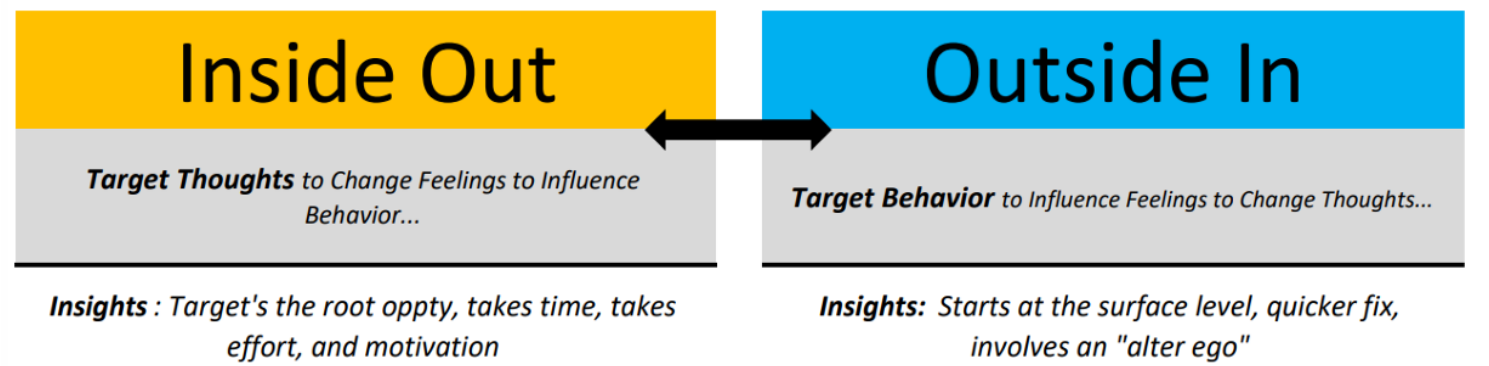 Inside Out
Target Thoughts to Change Feelings to Influence
Behavior...
Insights : Target's the root oppty, takes time, takes
effort, and motivation
Outside In
Target Behavior to Influence Feelings to Change Thoughts...
Insights: Starts at the surface level, quicker fix,
involves an "alter ego"